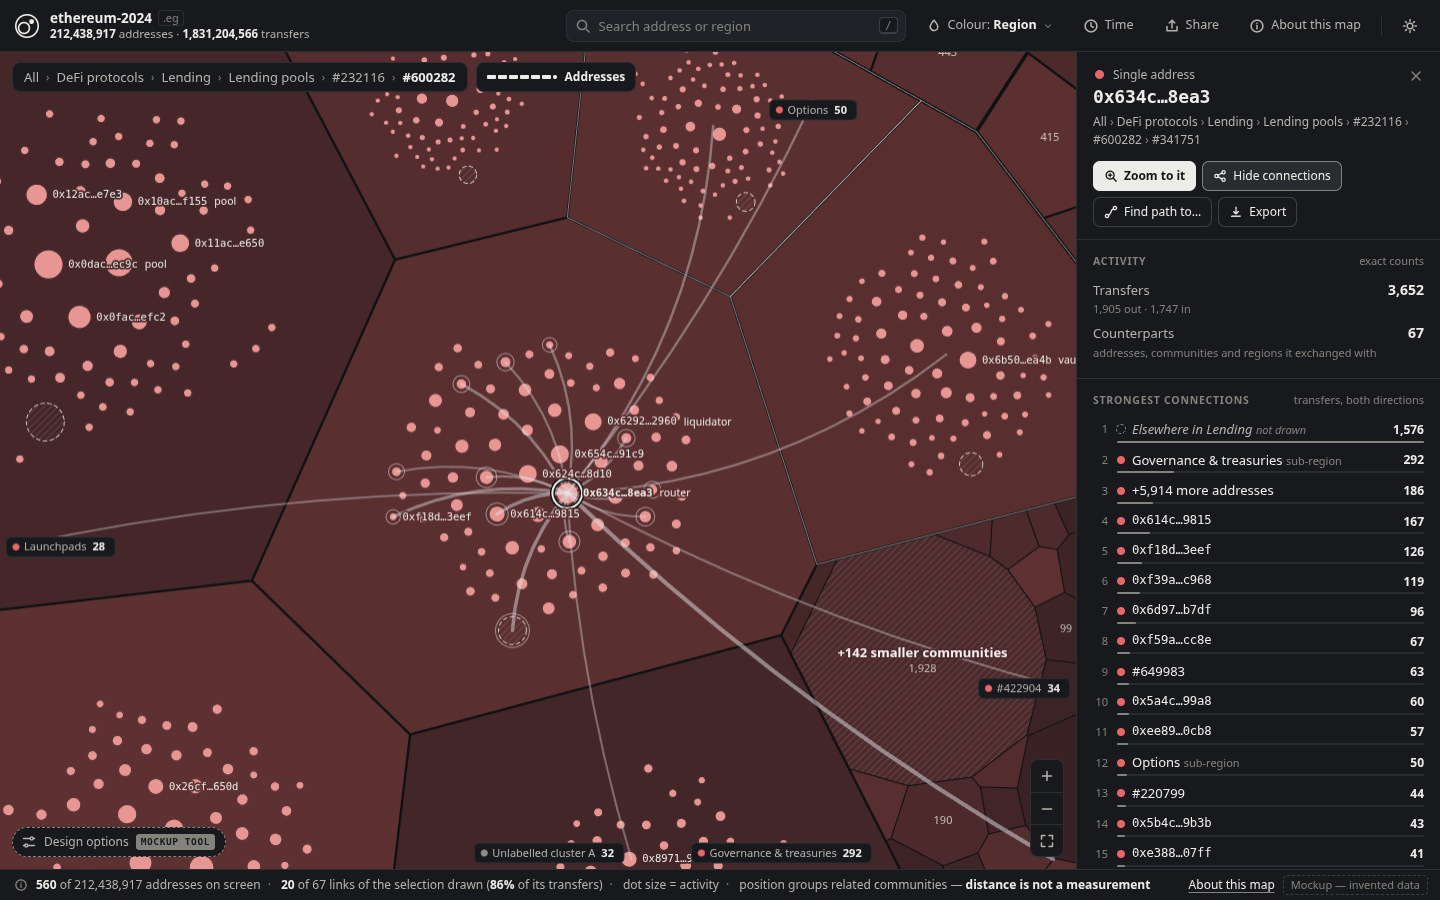 ethereum-2024 .eg
212,438,917 addresses · 1,831,204,566 transfers
Search address or region /
Colour: Region
Time
Share
About this map
All › DeFi protocols › Lending › Lending pools › #232116 › #600282
Addresses
445
Options 50
415
0x12ac…e7e3
0x10ac…f155 pool
0x11ac…e650
0x0dac…ec9c pool
0x0fac…efc2
0x6b50…ea4b vau
0x6292…2960 liquidator
0x654c…91c9
0x624c…8d10
0x634c…8ea3 router
0xf18d…3eef
0x614c…9815
Launchpads 28
99
+142 smaller communities
1,928
#422904 34
0x26cf…650d
190
Design options MOCKUP TOOL
Unlabelled cluster A 32
0x8971…9
Governance & treasuries 292
Single address
0x634c…8ea3
All › DeFi protocols › Lending › Lending pools › #232116 ›
#600282 › #341751
Zoom to it
Hide connections
Find path to…
Export
ACTIVITY exact counts
Transfers 3,652
1,905 out · 1,747 in
Counterparts 67
addresses, communities and regions it exchanged with
STRONGEST CONNECTIONS transfers, both directions
1 Elsewhere in Lending not drawn 1,576
2 Governance & treasuries sub-region 292
3 +5,914 more addresses 186
4 0x614c…9815 167
5 0xf18d…3eef 126
6 0xf39a…c968 119
7 0x6d97…b7df 96
8 0xf59a…cc8e 67
9 #649983 63
10 0x5a4c…99a8 60
11 0xee89…0cb8 57
12 Options sub-region 50
13 #220799 44
14 0x5b4c…9b3b 43
15 0xe388…07ff 41
560 of 212,438,917 addresses on screen · 20 of 67 links of the selection drawn (86% of its transfers) · dot size = activity · position groups related communities — distance is not a measurement
About this map
Mockup — invented data